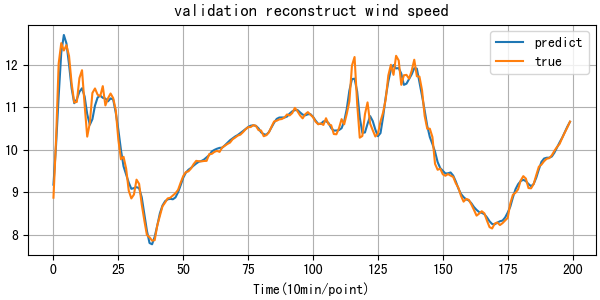 validation reconstruct wind speed
predict
true
12
11
10
9
8
0 25 50 75 100 125 150 175 200
Time(10min/point)